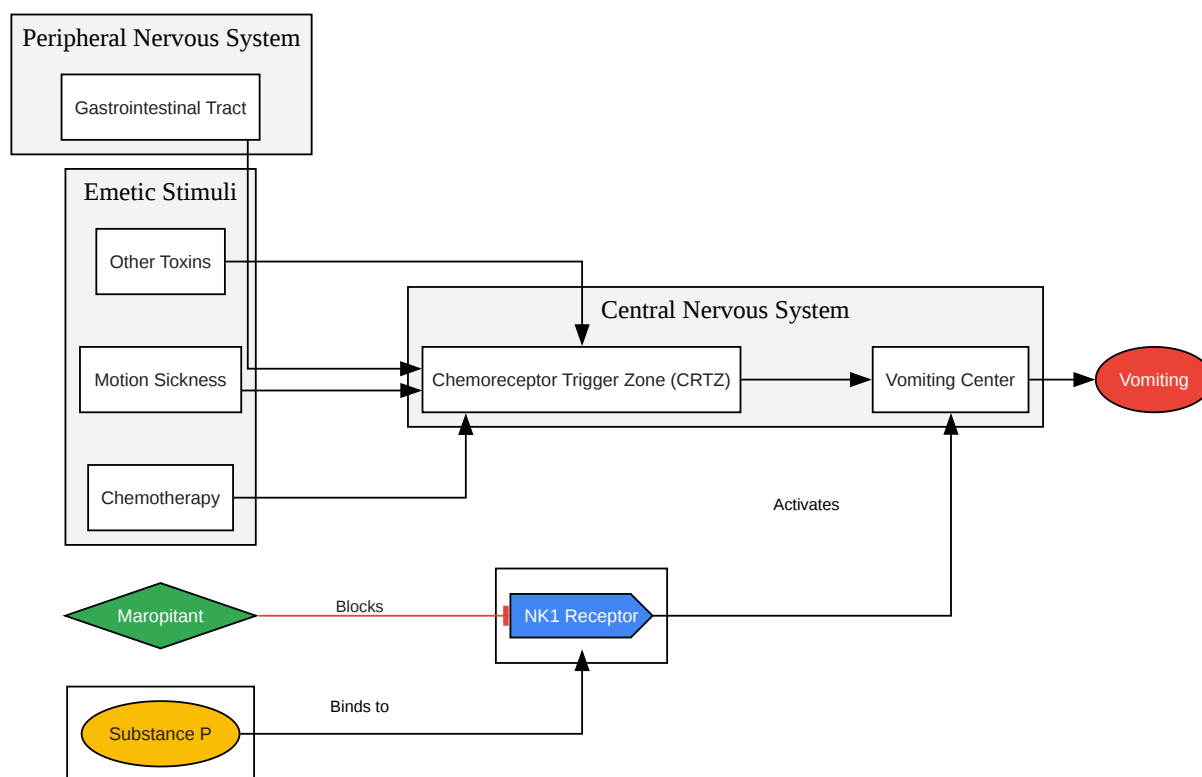 Peripheral Nervous System
Gastrointestinal Tract
Emetic Stimuli
Other Toxins
Central Nervous System
Motion Sickness
Chemoreceptor Trigger Zone (CRTZ)
Vomiting Center
Vomiting
Chemotherapy
Activates
Maropitant
Blocks
NK1 Receptor
Binds to
Substance P